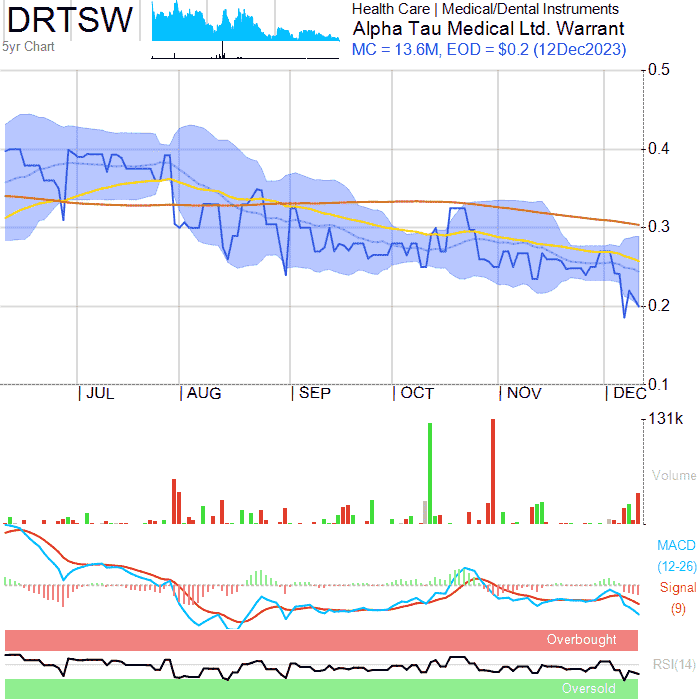 DRTSW
5yr Chart
Health Care | Medical/Dental Instruments
Alpha Tau Medical Ltd. Warrant
MC = 13.6M, EOD = $0.2 (12Dec2023)
0.5
0.4
0.3
0.2
0.1
| JUL | AUG | SEP | OCT | NOV | DEC
131k
Volume
MACD
(12-26)
Signal
(9)
Overbought
RSI(14)
Oversold